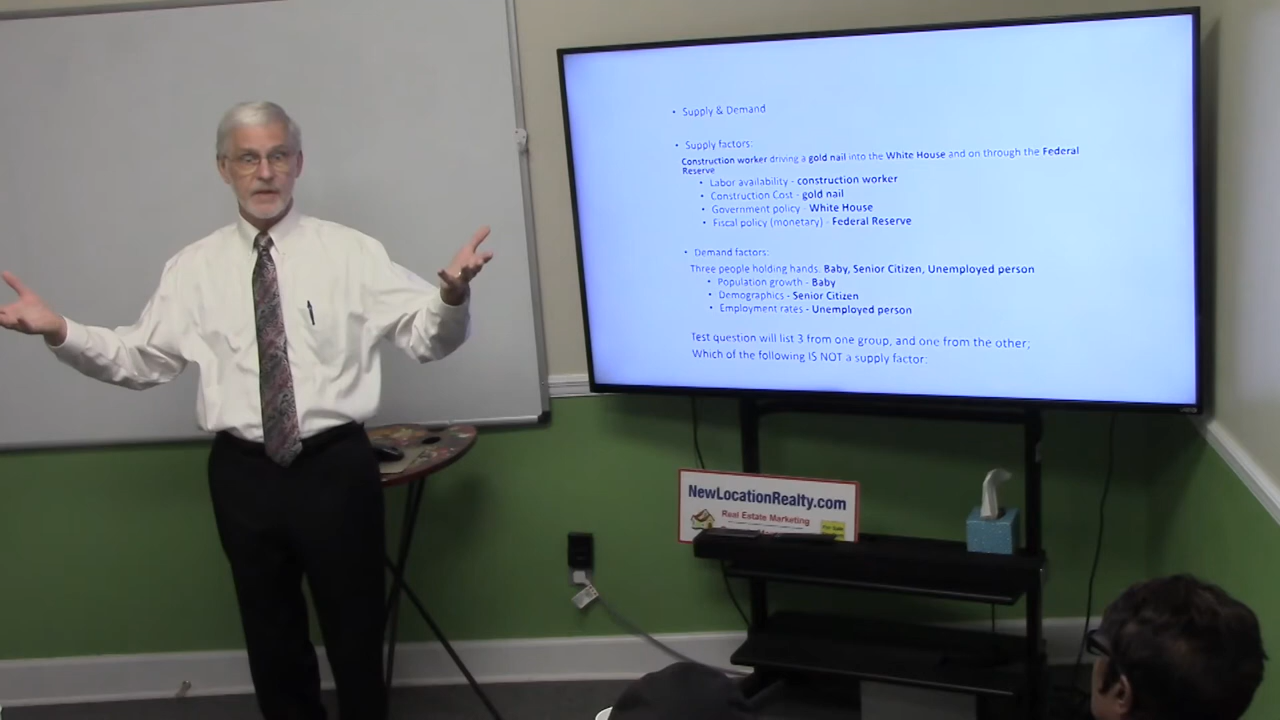 • Supply & Demand
• Supply factors:
Construction worker driving a gold nail into the White House and on through the Federal
Reserve
• Labor availability - construction worker
• Construction Cost - gold nail
• Government policy - White House
• Fiscal policy (monetary) - Federal Reserve
• Demand factors:
Three people holding hands. Baby, Senior Citizen, Unemployed person
• Population growth - Baby
• Demographics - Senior Citizen
• Employment rates - Unemployed person
Test question will list 3 from one group, and one from the other;
Which of the following IS NOT a supply factor:
NewLocationRealty.com
Real Estate Marketing
For Sale